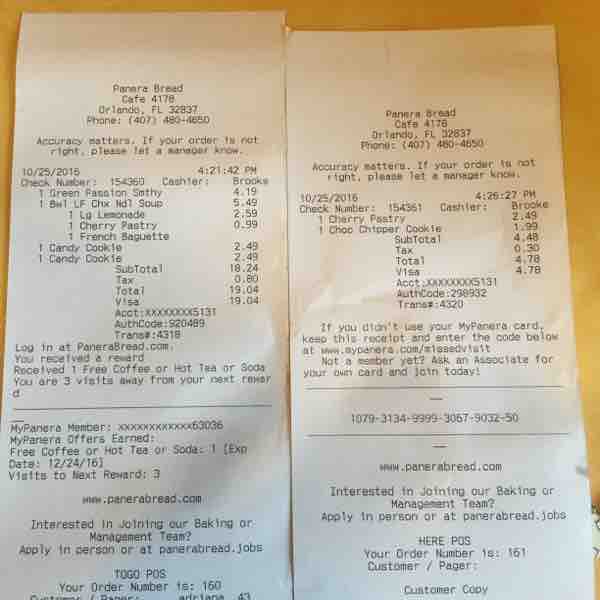 Panera Bread
Cafe 4178
Orlando, FL 32837
Phone: (407) 480-4650
Accuracy matters. If your order is not
right, please let a manager know.
10/25/2016 4:21:42 PM
Check Number: 154360 Cashier: Brooke
1 Green Passion Smthy 4.19
1 Bwl LF Chx Ndl Soup 5.49
1 Lg Lemonade 2.59
1 Cherry Pastry 0.99
1 French Baguette
1 Candy Cookie 2.49
1 Candy Cookie 2.49
SubTotal 18.24
Tax 0.80
Total 19.04
Visa 19.04
Acct:XXXXXXXX5131
AuthCode:920489
Trans#:4318
Log in at PaneraBread.com.
You received a reward
Received 1 Free Coffee or Hot Tea or Soda
You are 3 visits away from your next rewar
d
MyPanera Member: xxxxxxxxxxxx63036
MyPanera Offers Earned:
Free Coffee or Hot Tea or Soda: 1 [Exp
Date: 12/24/16]
Visits to Next Reward: 3
www.panerabread.com
Interested in Joining our Baking or
Management Team?
Apply in person or at panerabread.jobs
TOGO POS
Your Order Number is: 160
Customer / Pager: adriana 43
Panera Bread
Cafe 4178
Orlando, FL 32837
Phone: (407) 480-4650
Accuracy matters. If your order is not
right, please let a manager know.
10/25/2016 4:26:27 PM
Check Number: 154361 Cashier: Brooke
1 Cherry Pastry 2.49
1 Choc Chipper Cookie 1.99
SubTotal 4.48
Tax 0.30
Total 4.78
Visa 4.78
Acct:XXXXXXXX5131
AuthCode:298932
Trans#:4320
If you didn't use your MyPanera card,
keep this receipt and enter the code below
at www.mypanera.com/missedvisit
Not a member yet? Ask an Associate for
your own card and join today!
1079-3134-9999-3067-9032-50
www.panerabread.com
Interested in Joining our Baking or
Management Team?
Apply in person or at panerabread.jobs
HERE POS
Your Order Number is: 161
Customer / Pager:
Customer Copy